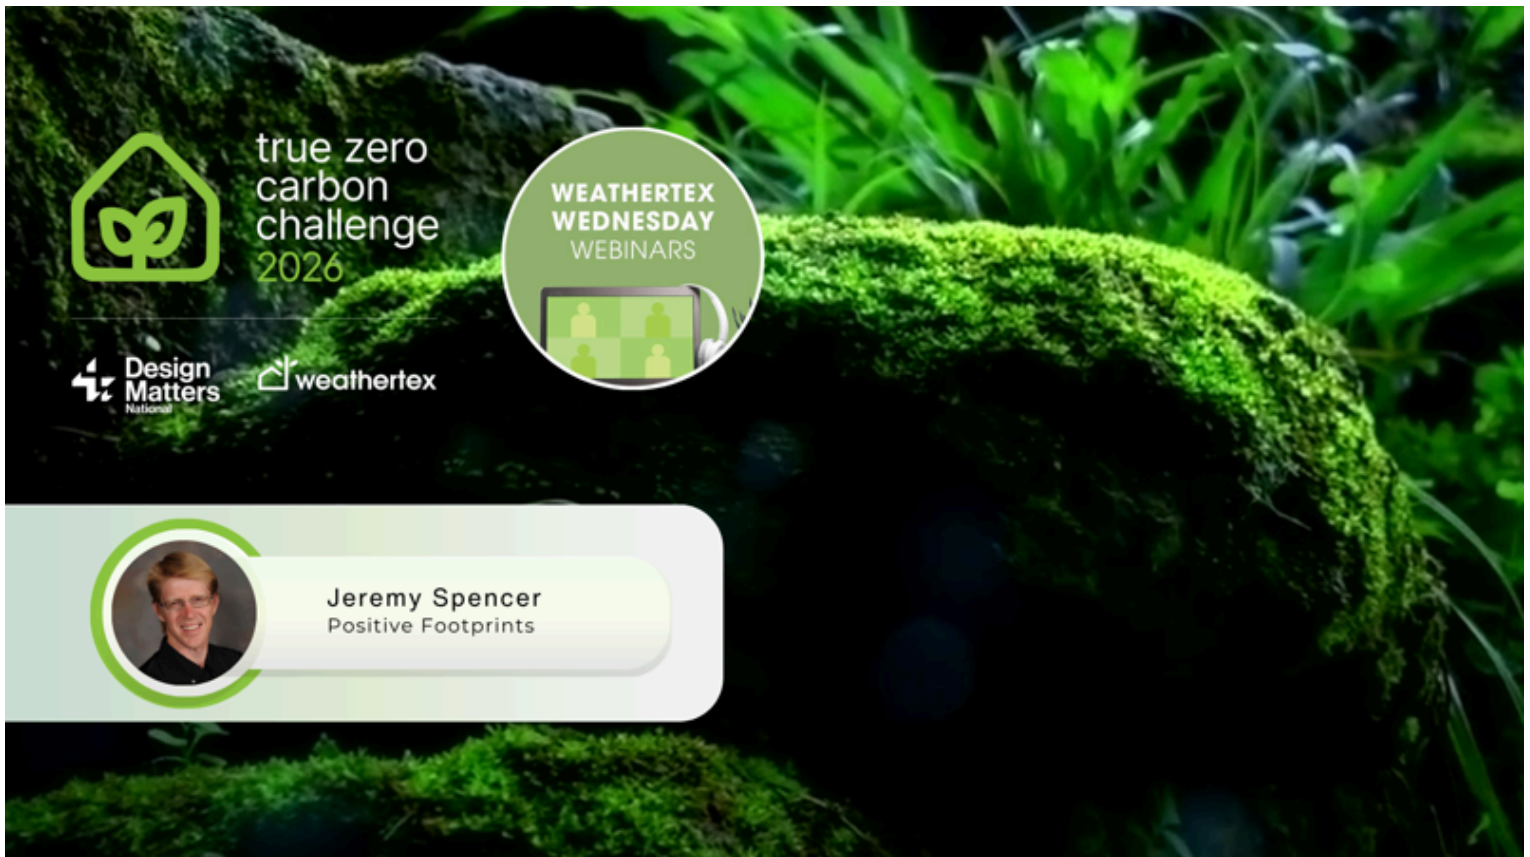 true zero
carbon
challenge
2026
WEATHERTEX
WEDNESDAY
WEBINARS
Design
Matters
National
weathertex
Jeremy Spencer
Positive Footprints